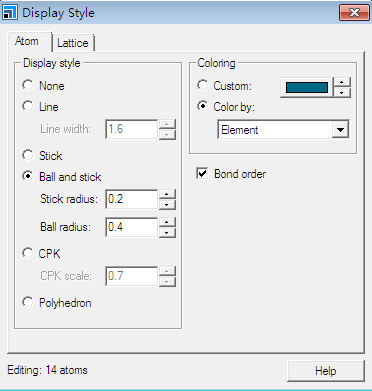 Display Style
Atom Lattice
Display style
None
Line
Line width: 1.6
Stick
Ball and stick
Stick radius: 0.2
Ball radius: 0.4
CPK
CPK scale: 0.7
Polyhedron
Coloring
Custom:
Color by:
Element
Bond order
Editing: 14 atoms
Help